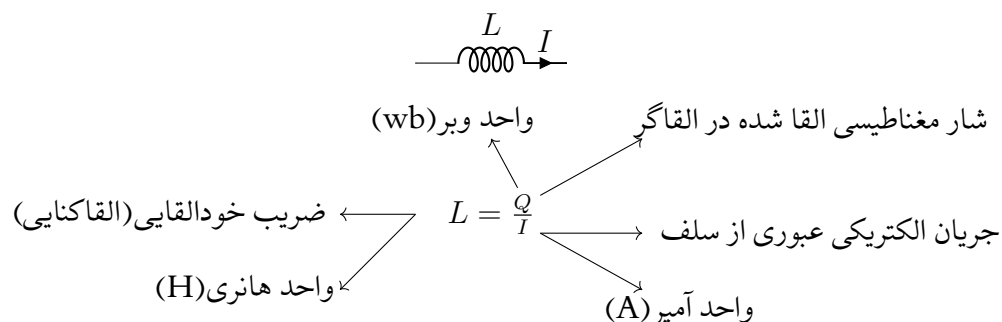 L I
واحد وبر(wb) شار مغناطیسی القا شده در القاگر
ضریب خودالقایی(القاکنایی) L = Q/I جریان الکتریکی عبوری از سلف
واحد هانری(H) واحد آمپر(A)